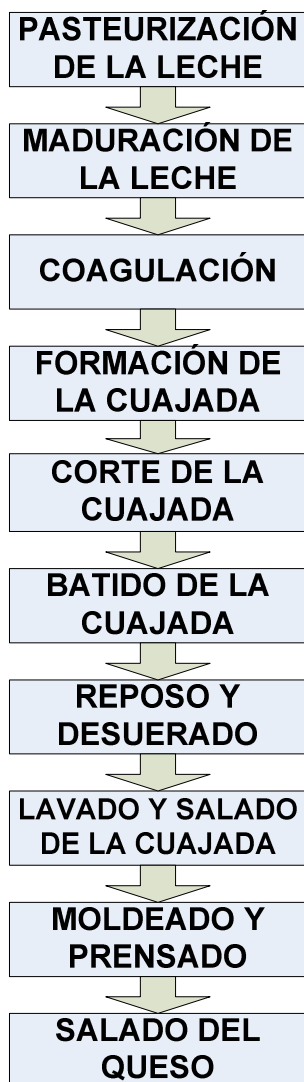 PASTEURIZACIÓN
DE LA LECHE
MADURACIÓN DE
LA LECHE
COAGULACIÓN
FORMACIÓN DE
LA CUAJADA
CORTE DE LA
CUAJADA
BATIDO DE LA
CUAJADA
REPOSO Y
DESUERADO
LAVADO Y SALADO
DE LA CUAJADA
MOLDEADO Y
PRENSADO
SALADO DEL
QUESO